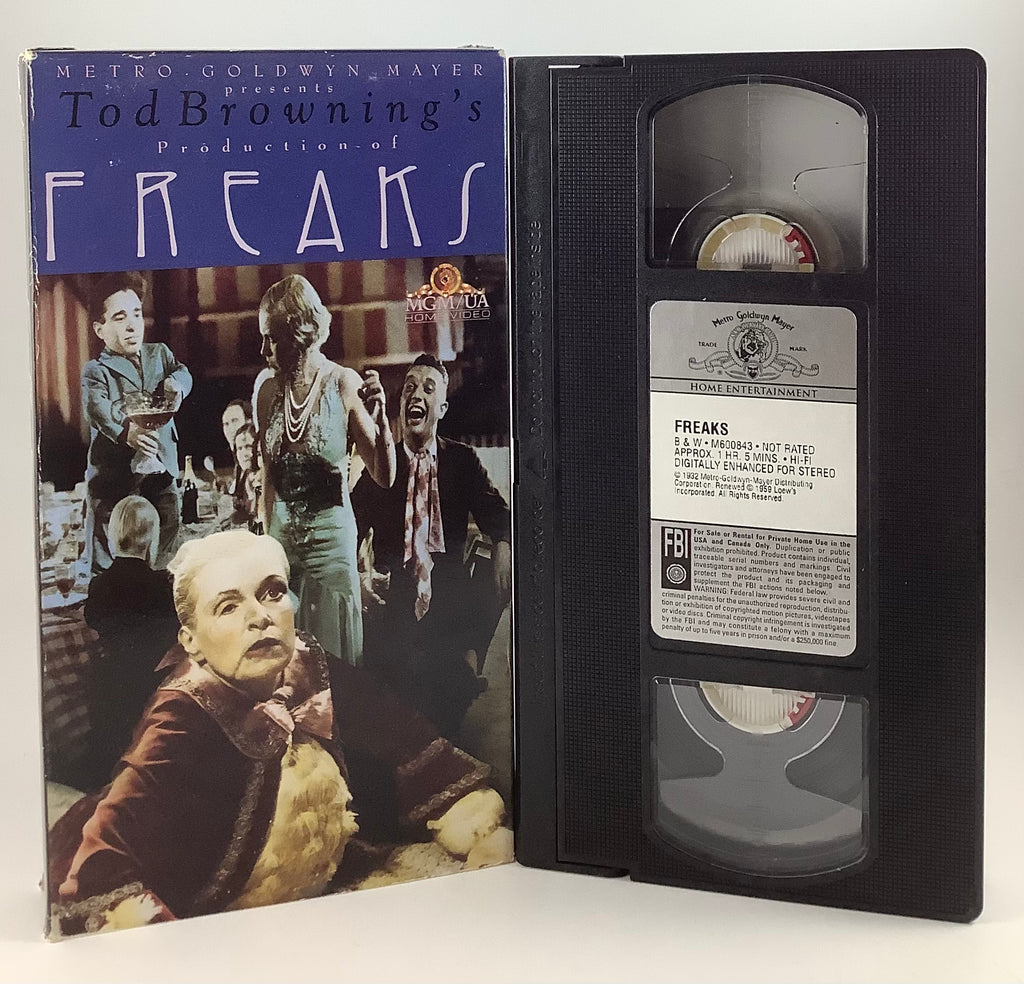 METRO-GOLDWYN MAYER
presents
Tod Browning's
Production of
FREAKS
MGM/UA
HOME VIDEO
Metro Goldwyn Mayer
TRADE MARK
HOME ENTERTAINMENT
FREAKS
B & W • M600843 • NOT RATED
APPROX. 1 HR. 5 MINS. • HI-FI
DIGITALLY ENHANCED FOR STEREO
© 1932 Metro-Goldwyn-Mayer Distributing
Corporation. Renewed © 1959 Loew's
Incorporated. All Rights Reserved.
FBI
For Sale or Rental for Private Home Use in the
USA and Canada Only. Duplication or public
exhibition prohibited. Product contains individual,
traceable serial numbers and markings. Civil
investigators and attorneys have been engaged to
protect the product and its packaging and
supplement the FBI actions noted below.
WARNING: Federal law provides severe civil and
criminal penalties for the unauthorized reproduction, distribu-
tion or exhibition of copyrighted motion pictures, videotapes
or video discs. Criminal copyright infringement is investigated
by the FBI and may constitute a felony with a maximum
penalty of up to five years in prison and/or a $250,000 fine.